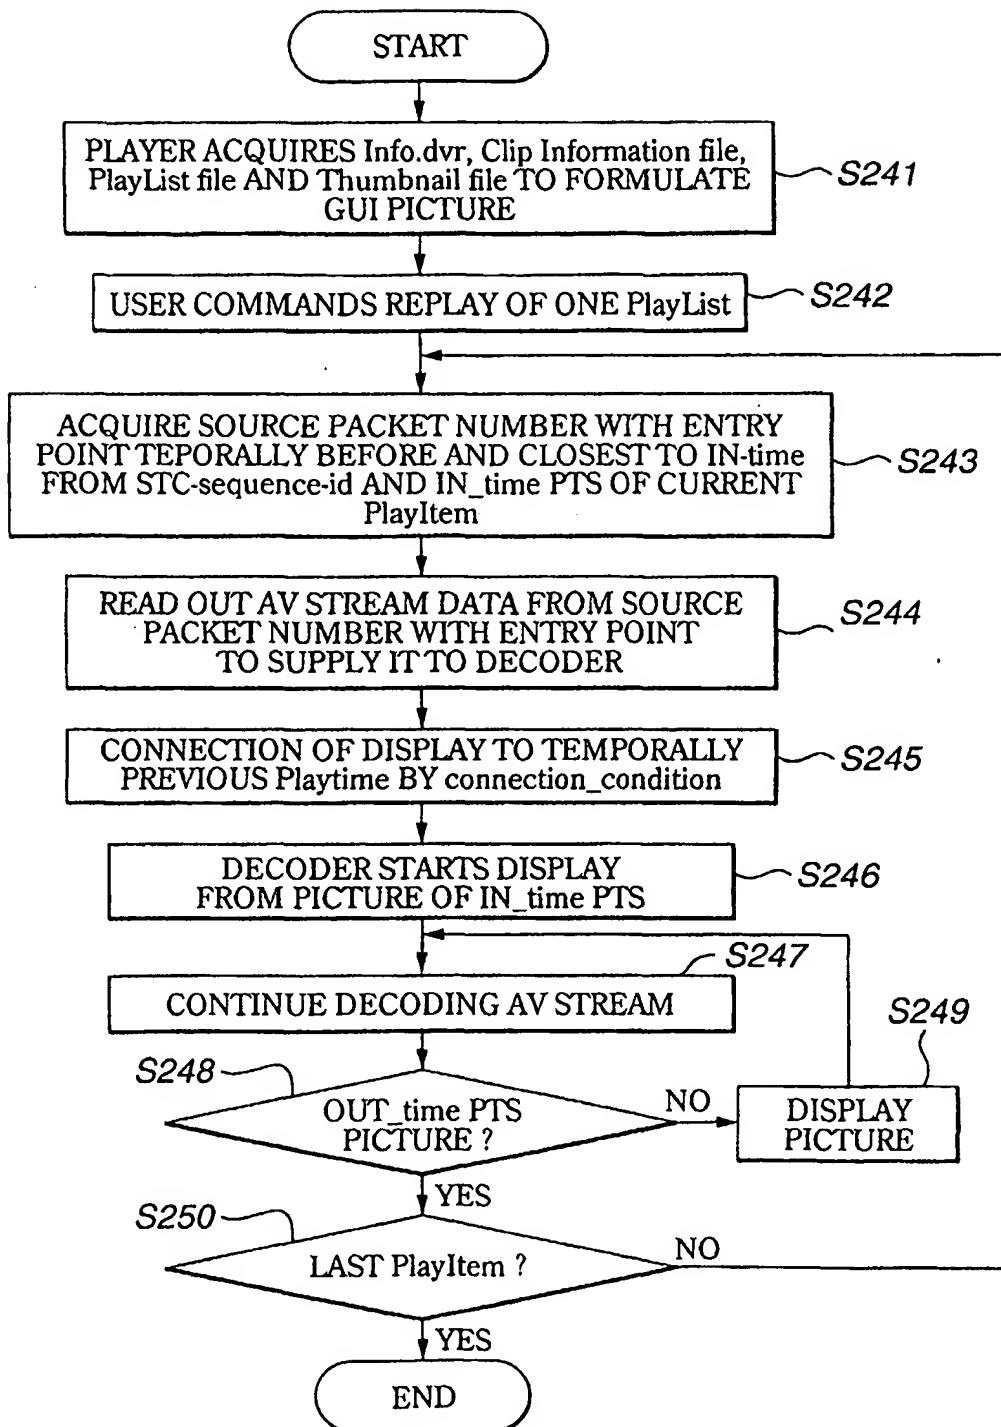 START
PLAYER ACQUIRES Info.dvr, Clip Information file,
PlayList file AND Thumbnail file TO FORMULATE
GUI PICTURE
S241
USER COMMANDS REPLAY OF ONE PlayList
S242
ACQUIRE SOURCE PACKET NUMBER WITH ENTRY
POINT TEPORALLY BEFORE AND CLOSEST TO IN-time
FROM STC-sequence-id AND IN_time PTS OF CURRENT
PlayItem
S243
READ OUT AV STREAM DATA FROM SOURCE
PACKET NUMBER WITH ENTRY POINT
TO SUPPLY IT TO DECODER
S244
CONNECTION OF DISPLAY TO TEMPORALLY
PREVIOUS Playtime BY connection_condition
S245
DECODER STARTS DISPLAY
FROM PICTURE OF IN_time PTS
S246
S247
CONTINUE DECODING AV STREAM
S248
OUT_time PTS
PICTURE ?
NO
S249
DISPLAY
PICTURE
YES
S250
LAST PlayItem ?
NO
YES
END